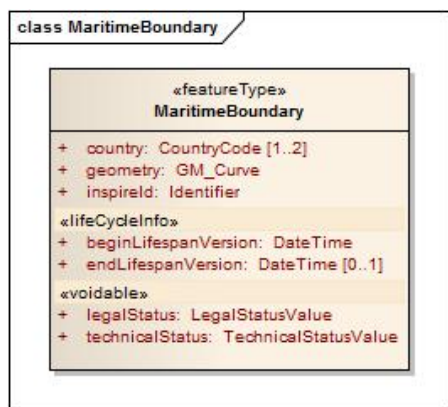 class MaritimeBoundary
«featureType»
MaritimeBoundary
+ country: CountryCode [1..2]
+ geometry: GM_Curve
+ inspireId: Identifier
«lifeCycleInfo»
+ beginLifespanVersion: DateTime
+ endLifespanVersion: DateTime [0..1]
«voidable»
+ legalStatus: LegalStatusValue
+ technicalStatus: TechnicalStatusValue